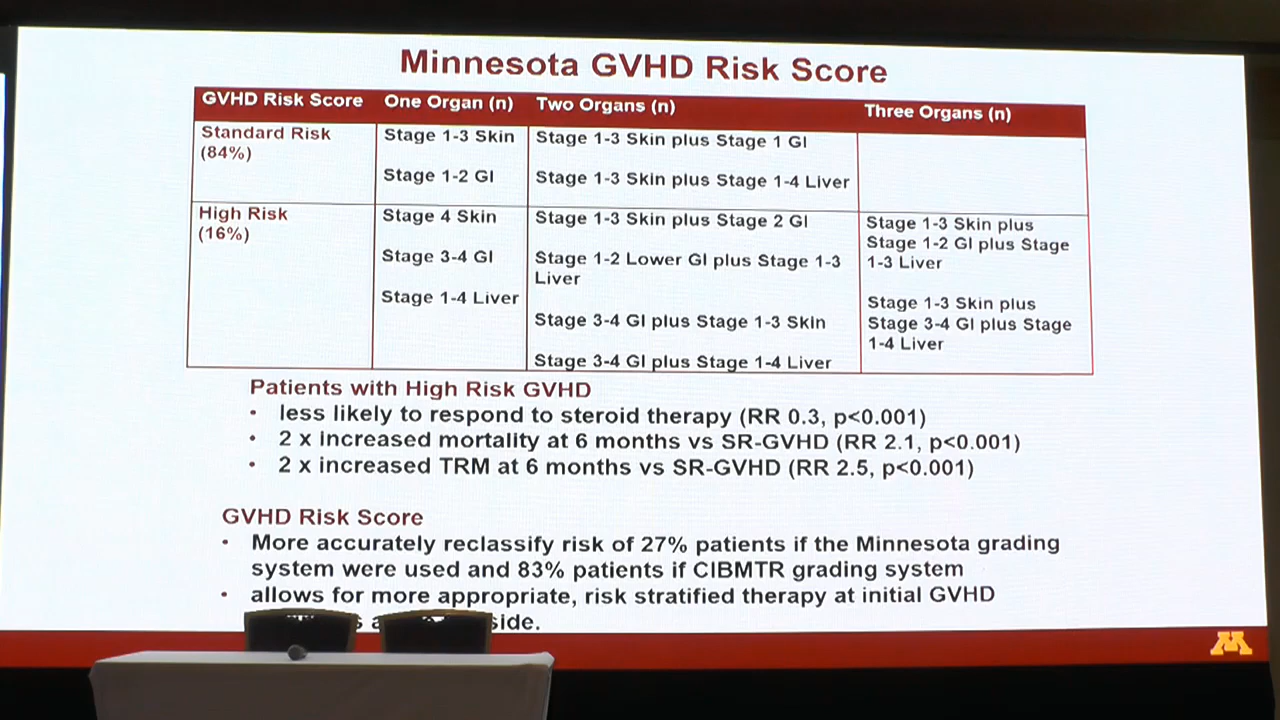 Minnesota GVHD Risk Score
GVHD Risk Score
One Organ (n)
Two Organs (n)
Three Organs (n)
Standard Risk
(84%)
Stage 1-3 Skin
Stage 1-2 GI
Stage 1-3 Skin plus Stage 1 GI
Stage 1-3 Skin plus Stage 1-4 Liver
High Risk
(16%)
Stage 4 Skin
Stage 3-4 GI
Stage 1-4 Liver
Stage 1-3 Skin plus Stage 2 GI
Stage 1-2 Lower GI plus Stage 1-3
Liver
Stage 3-4 GI plus Stage 1-3 Skin
Stage 3-4 GI plus Stage 1-4 Liver
Stage 1-3 Skin plus
Stage 1-2 GI plus Stage
1-3 Liver
Stage 1-3 Skin plus
Stage 3-4 GI plus Stage
1-4 Liver
Patients with High Risk GVHD
• less likely to respond to steroid therapy (RR 0.3, p<0.001)
• 2 x increased mortality at 6 months vs SR-GVHD (RR 2.1, p<0.001)
• 2 x increased TRM at 6 months vs SR-GVHD (RR 2.5, p<0.001)
GVHD Risk Score
• More accurately reclassify risk of 27% patients if the Minnesota grading
system were used and 83% patients if CIBMTR grading system
• allows for more appropriate, risk stratified therapy at initial GVHD
M